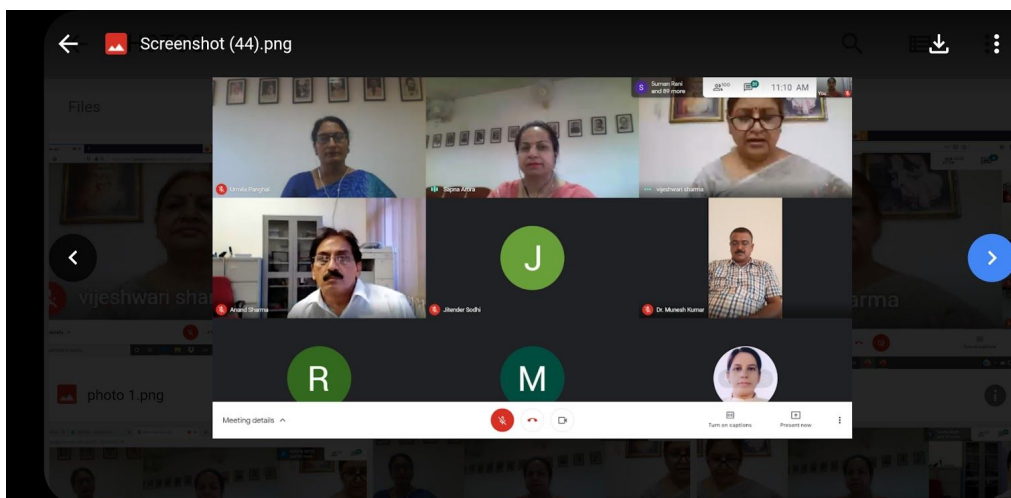 Screenshot (44).png
Files
S
Suman Rani
and 89 more
11:10 AM
You
Urmila Panghal
Sapna Arora
vijeshwari sharma
J
Anand Sharma
Jitender Sodhi
Dr. Munesh Kumar
vijeshwari shar
arma
R
M
Meeting details
Turn on captions
Present now
photo 1.png